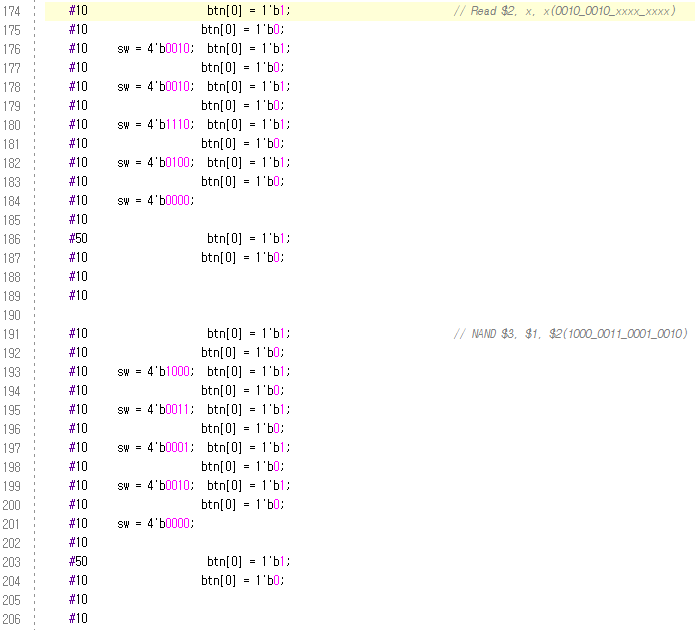 174 #10 btn[0] = 1'b1; // Read $2, x, x(0010_0010_xxxx_xxxx)
175 #10 btn[0] = 1'b0;
176 #10 sw = 4'b0010; btn[0] = 1'b1;
177 #10 btn[0] = 1'b0;
178 #10 sw = 4'b0010; btn[0] = 1'b1;
179 #10 btn[0] = 1'b0;
180 #10 sw = 4'b1110; btn[0] = 1'b1;
181 #10 btn[0] = 1'b0;
182 #10 sw = 4'b0100; btn[0] = 1'b1;
183 #10 btn[0] = 1'b0;
184 #10 sw = 4'b0000;
185 #10
186 #50 btn[0] = 1'b1;
187 #10 btn[0] = 1'b0;
188 #10
189 #10
190
191 #10 btn[0] = 1'b1; // NAND $3, $1, $2(1000_0011_0001_0010)
192 #10 btn[0] = 1'b0;
193 #10 sw = 4'b1000; btn[0] = 1'b1;
194 #10 btn[0] = 1'b0;
195 #10 sw = 4'b0011; btn[0] = 1'b1;
196 #10 btn[0] = 1'b0;
197 #10 sw = 4'b0001; btn[0] = 1'b1;
198 #10 btn[0] = 1'b0;
199 #10 sw = 4'b0010; btn[0] = 1'b1;
200 #10 btn[0] = 1'b0;
201 #10 sw = 4'b0000;
202 #10
203 #50 btn[0] = 1'b1;
204 #10 btn[0] = 1'b0;
205 #10
206 #10